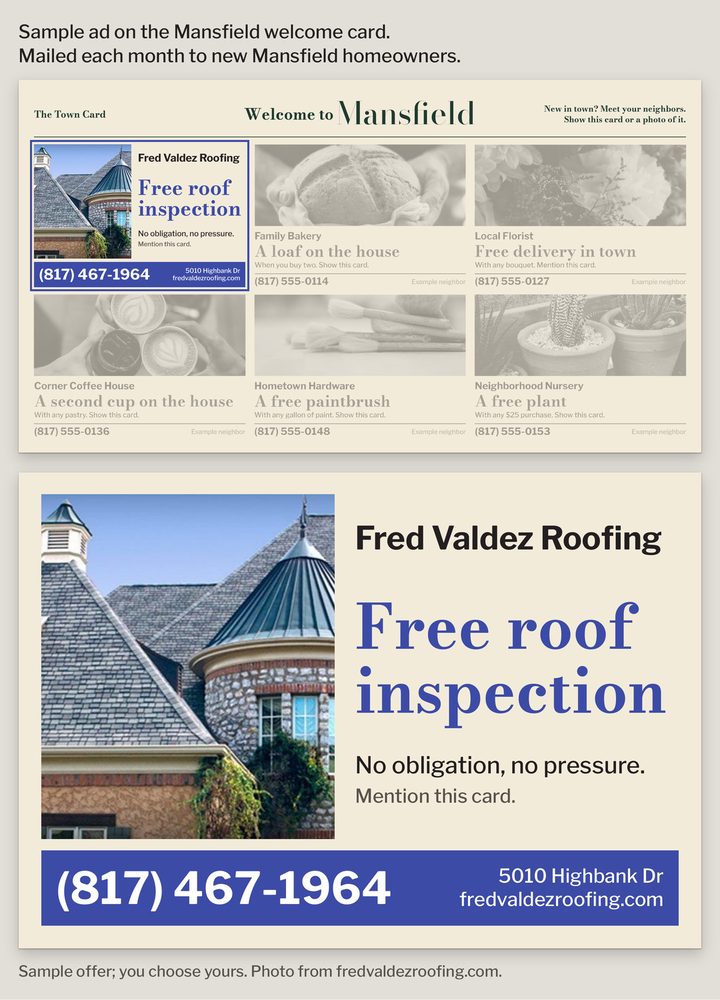 Sample ad on the Mansfield welcome card.
Mailed each month to new Mansfield homeowners.
The Town Card
Welcome to Mansfield
New in town? Meet your neighbors.
Show this card or a photo of it.
Fred Valdez Roofing
Free roof
inspection
No obligation, no pressure.
Mention this card.
(817) 467-1964
5010 Highbank Dr
fredvaldezroofing.com
Family Bakery
A loaf on the house
When you buy two. Show this card.
(817) 555-0114
Example neighbor
Local Florist
Free delivery in town
With any bouquet. Mention this card.
(817) 555-0127
Example neighbor
Corner Coffee House
A second cup on the house
With any pastry. Show this card.
(817) 555-0136
Example neighbor
Hometown Hardware
A free paintbrush
With any gallon of paint. Show this card.
(817) 555-0148
Example neighbor
Neighborhood Nursery
A free plant
With any $25 purchase. Show this card.
(817) 555-0153
Example neighbor
Fred Valdez Roofing
Free roof
inspection
No obligation, no pressure.
Mention this card.
(817) 467-1964
5010 Highbank Dr
fredvaldezroofing.com
Sample offer; you choose yours. Photo from fredvaldezroofing.com.